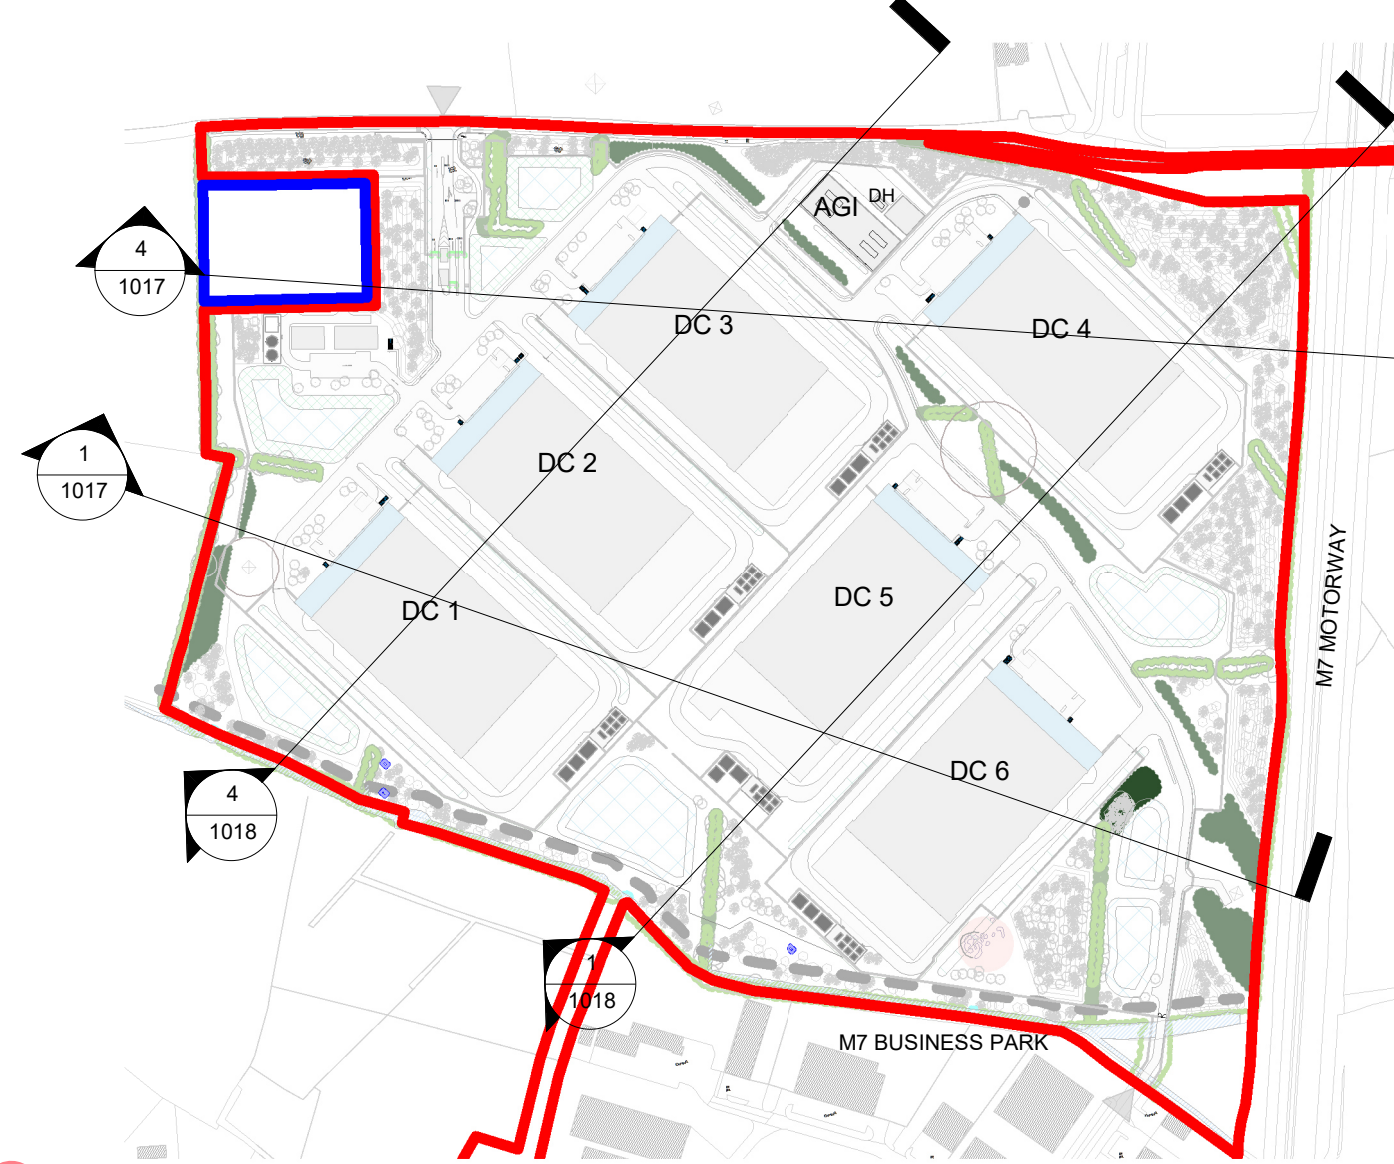 DH
AGI
4
1017
DC 3
DC 4
1
1017
DC 2
DC 5
DC 1
M7 MOTORWAY
DC 6
4
1018
1
1018
R
M7 BUSINESS PARK